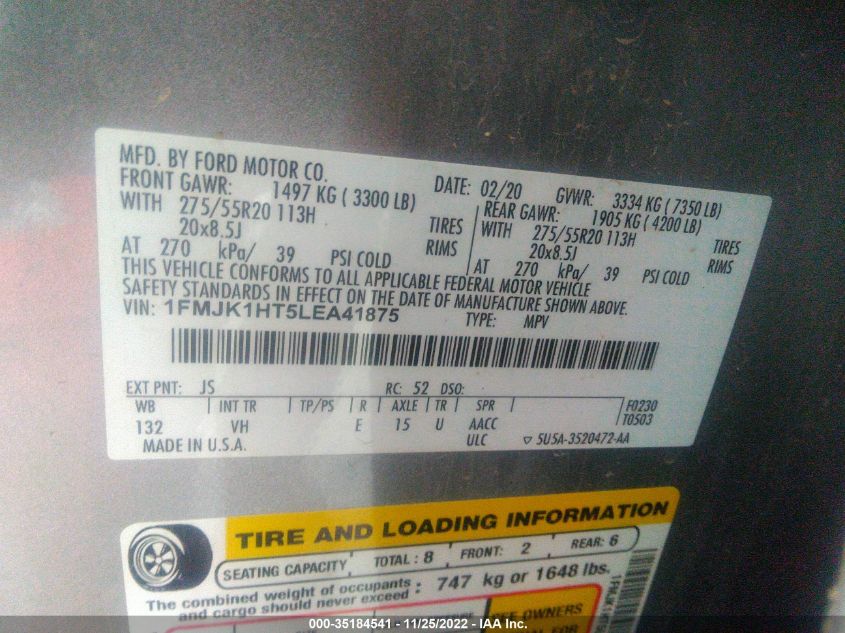 MFD. BY FORD MOTOR CO.
DATE: 02/20 GVWR: 3334 KG ( 7350 LB)
FRONT GAWR: 1497 KG ( 3300 LB) REAR GAWR: 1905 KG ( 4200 LB)
WITH 275/55R20 113H TIRES WITH 275/55R20 113H TIRES
20x8.5J RIMS 20x8.5J RIMS
AT 270 kPa/ 39 PSI COLD AT 270 kPa/ 39 PSI COLD
THIS VEHICLE CONFORMS TO ALL APPLICABLE FEDERAL MOTOR VEHICLE
SAFETY STANDARDS IN EFFECT ON THE DATE OF MANUFACTURE SHOWN ABOVE.
VIN: 1FMJK1HT5LEA41875 TYPE: MPV
EXT PNT: JS RC: 52 DSO:
WB INT TR TP/PS R AXLE TR SPR F0230
132 VH E 15 U AACC T0503
MADE IN U.S.A. ULC 5U5A-3520472-AA
TIRE AND LOADING INFORMATION
SEATING CAPACITY TOTAL : 8 FRONT: 2 REAR: 6
The combined weight of occupants
and cargo should never exceed : 747 kg or 1648 lbs.
OWNERS
FOR
000-35184541 - 11/25/2022 - IAA Inc.